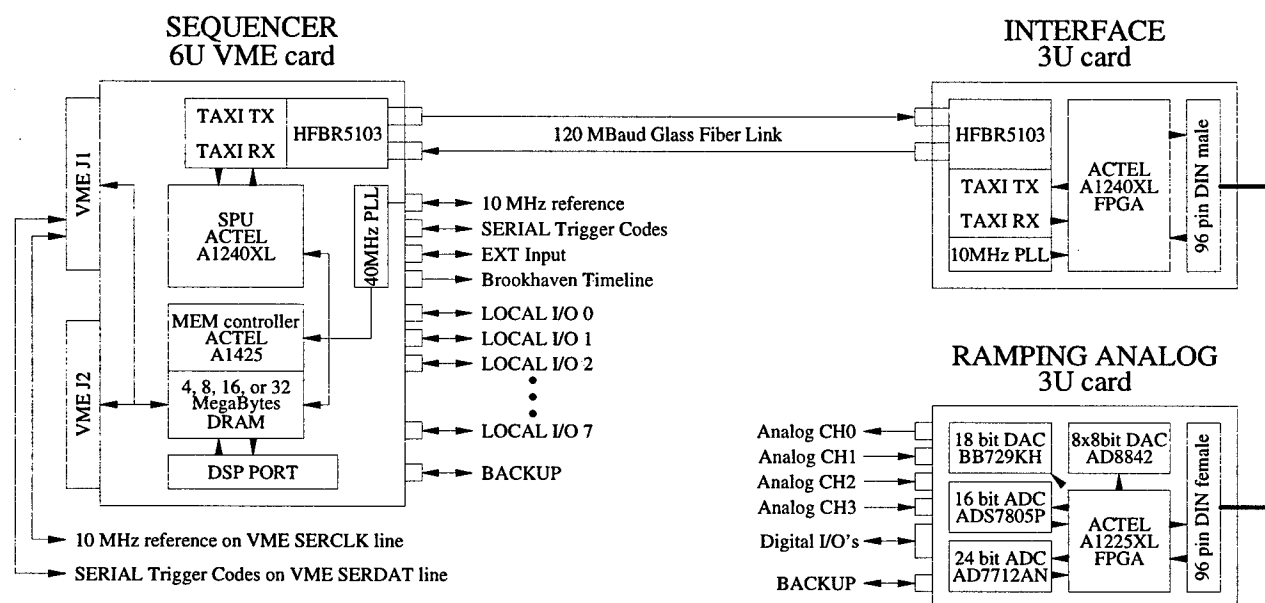 SEQUENCER
6U VME card
VME J1
VME J2
TAXI TX
TAXI RX
HFBR5103
SPU
ACTEL
A1240XL
40MHz PLL
MEM controller
ACTEL
A1425
4, 8, 16, or 32
MegaBytes
DRAM
DSP PORT
120 MBaud Glass Fiber Link
10 MHz reference
SERIAL Trigger Codes
EXT Input
Brookhaven Timeline
LOCAL I/O 0
LOCAL I/O 1
LOCAL I/O 2
LOCAL I/O 7
BACKUP
10 MHz reference on VME SERCLK line
SERIAL Trigger Codes on VME SERDAT line
INTERFACE
3U card
HFBR5103
TAXI TX
TAXI RX
10MHz PLL
ACTEL
A1240XL
FPGA
96 pin DIN male
RAMPING ANALOG
3U card
Analog CH0
Analog CH1
Analog CH2
Analog CH3
Digital I/O's
BACKUP
18 bit DAC
BB729KH
8x8bit DAC
AD8842
16 bit ADC
ADS7805P
24 bit ADC
AD7712AN
ACTEL
A1225XL
FPGA
96 pin DIN female